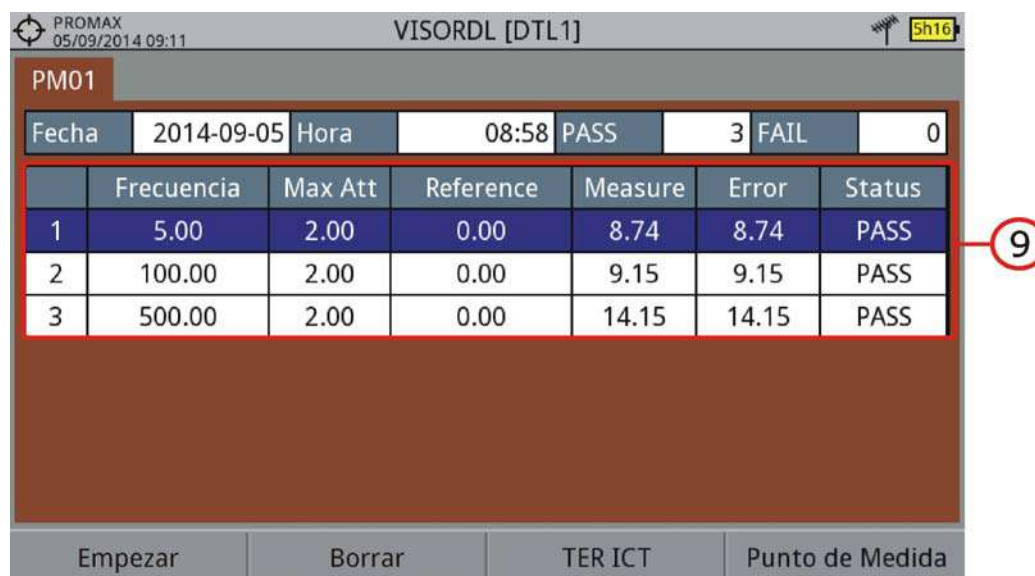 PROMAX
05/09/2014 09:11 VISORDL [DTL1] 5h16
PM01
Fecha 2014-09-05 Hora 08:58 PASS 3 FAIL 0
Frecuencia Max Att Reference Measure Error Status
1 5.00 2.00 0.00 8.74 8.74 PASS
2 100.00 2.00 0.00 9.15 9.15 PASS
3 500.00 2.00 0.00 14.15 14.15 PASS
9
Empezar Borrar TER ICT Punto de Medida